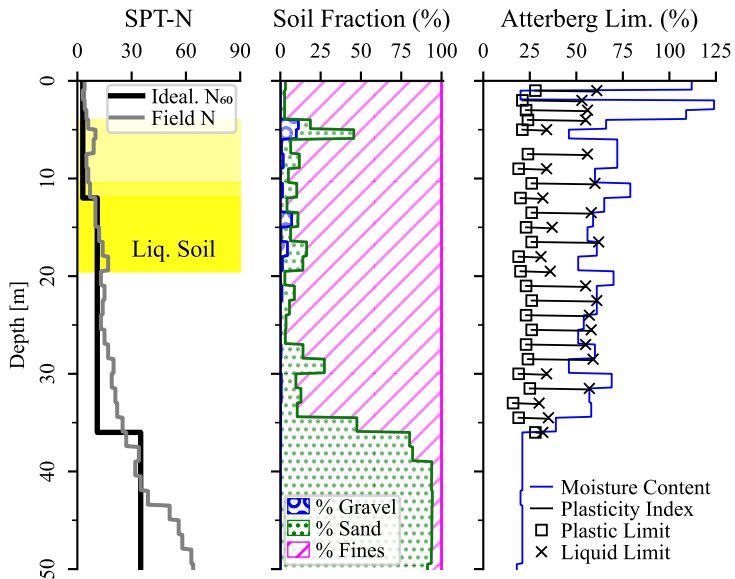 SPT-N
Soil Fraction (%)
Atterberg Lim. (%)
0 30 60 90
0 25 50 75 100
0 25 50 75 100 125
0
10
20
30
40
50
Depth [m]
Ideal. N₆₀
Field N
Liq. Soil
% Gravel
% Sand
% Fines
Moisture Content
Plasticity Index
Plastic Limit
Liquid Limit